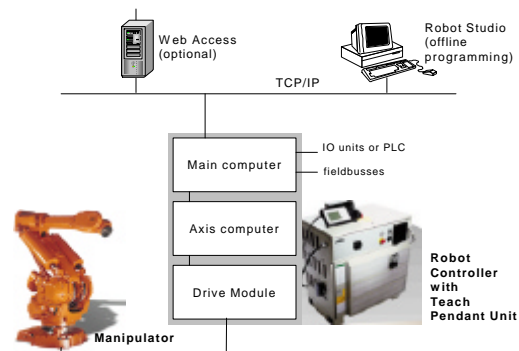 Web Access
(optional)
Robot Studio
(offline
programming)
TCP/IP
Main computer
IO units or PLC
fieldbusses
Axis computer
Drive Module
Manipulator
Robot
Controller
with
Teach
Pendant Unit